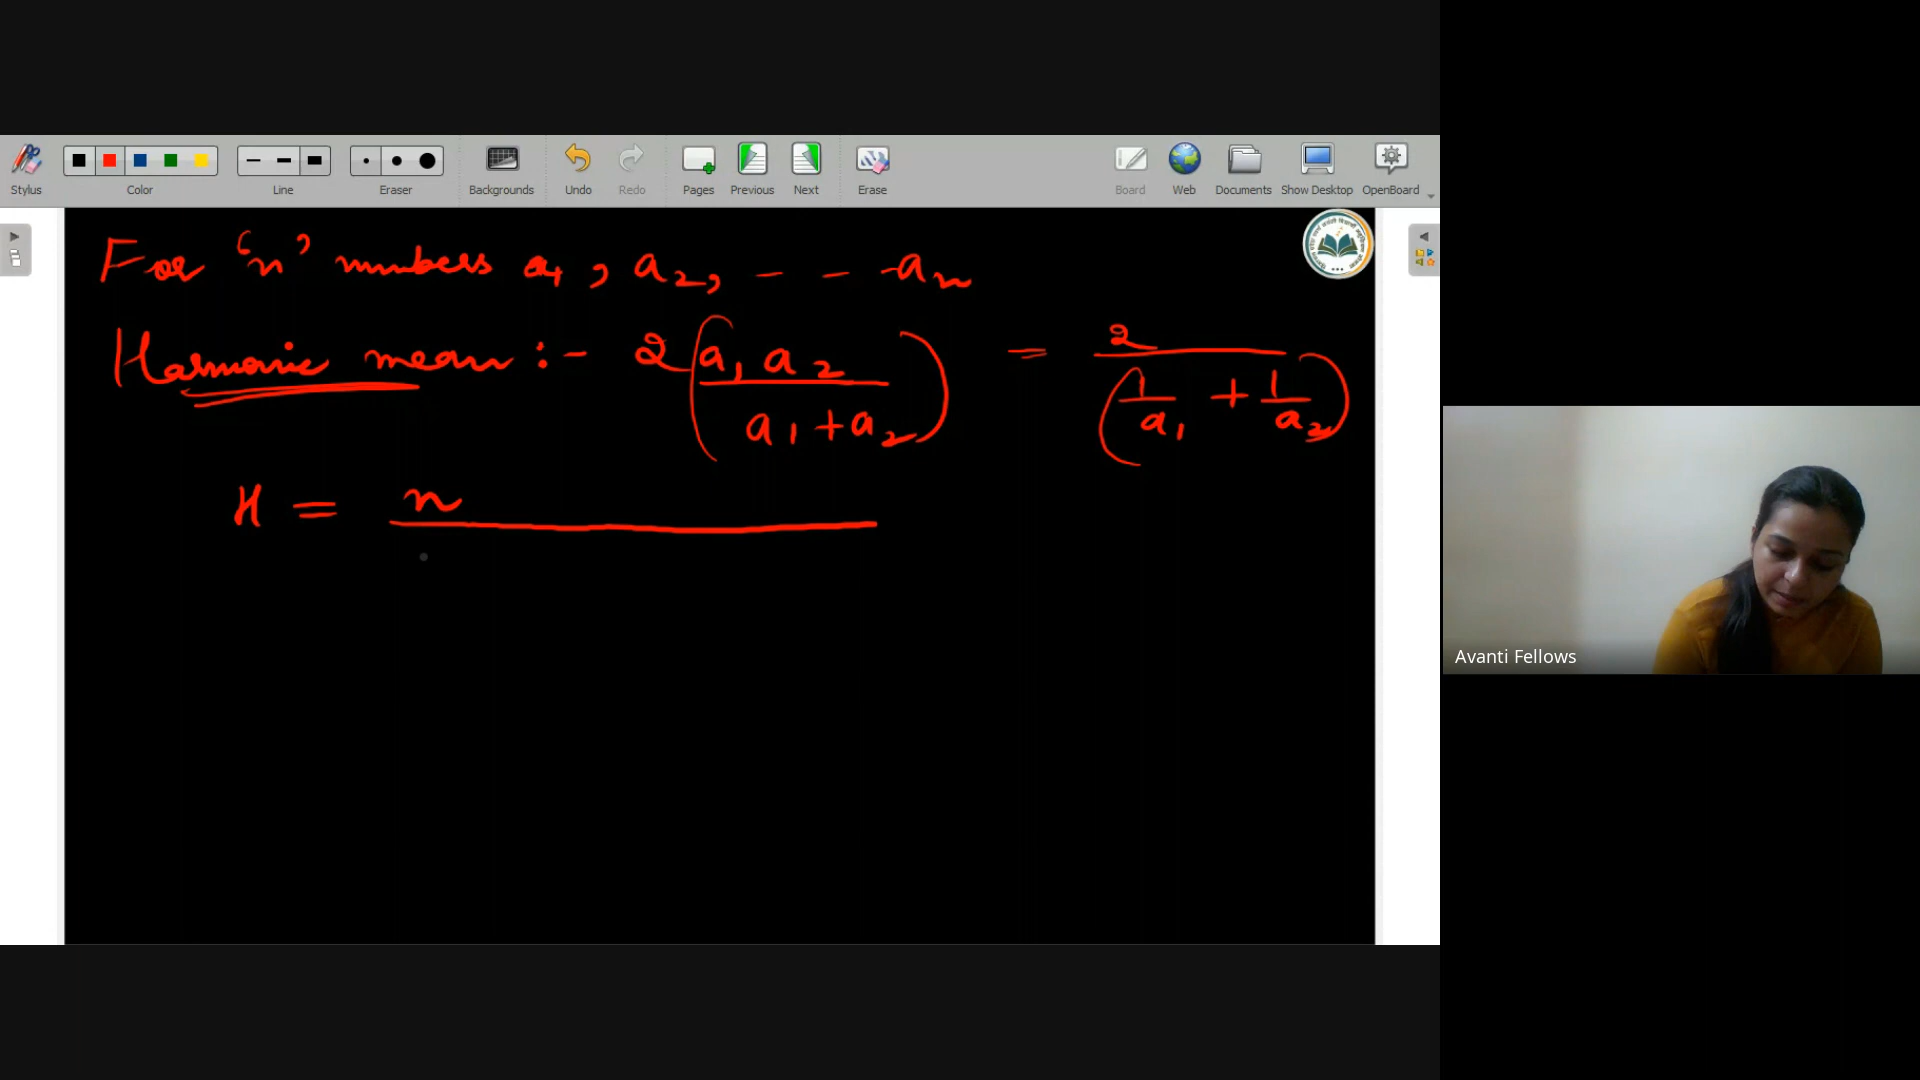 Stylus Color Line Eraser Backgrounds Undo Redo Pages Previous Next Erase Board Web Documents Show Desktop OpenBoard
For 'n' numbers a₁, a₂, - - - aₙ
Harmonic mean :- 2(a₁ a₂ / a₁ + a₂) = 2 / (1/a₁ + 1/a₂)
H = n
Avanti Fellows